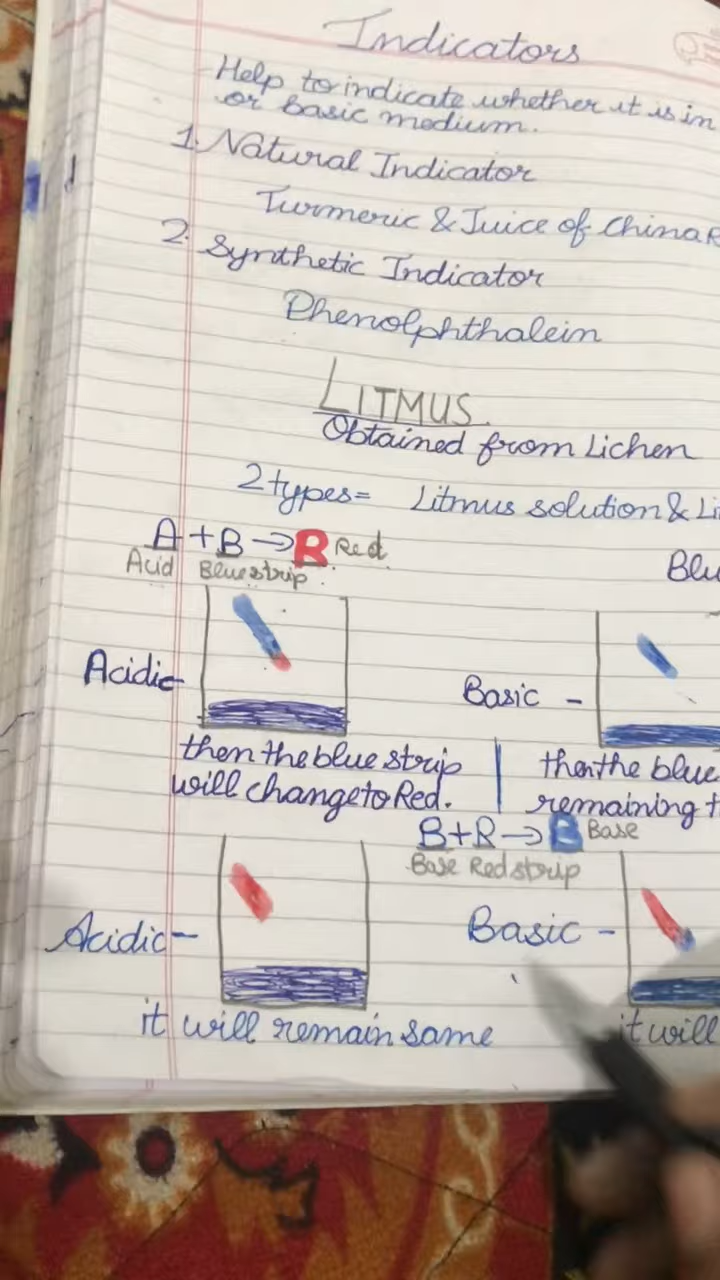 Indicators
Help to indicate whether it is in
or basic medium.
1. Natural Indicator
Turmeric & Juice of China R
2. Synthetic Indicator
Phenolphthalein
LITMUS
Obtained from Lichen
2 types = Litmus solution & Li
A + B → R Red
Acid Blue strip
Blu
Acidic-
Basic -
then the blue strip
will change to Red.
then the blue
remaining t
B + R → B Base
Base Red strip
Acidic-
Basic -
it will remain same
it will